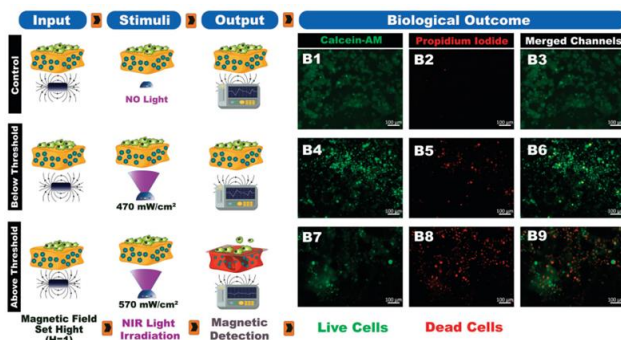 Input
Stimuli
Output
Biological Outcome
Calcein-AM
Propidium Iodide
Merged Channels
Control
NO Light
B1
B2
B3
100 µm
100 µm
100 µm
Below Threshold
470 mW/cm²
B4
B5
B6
100 µm
100 µm
100 µm
Above Threshold
570 mW/cm²
B7
B8
B9
100 µm
100 µm
100 µm
Magnetic Field
Set Hight
(H=1)
NIR Light
Irradiation
Magnetic
Detection
Live Cells
Dead Cells